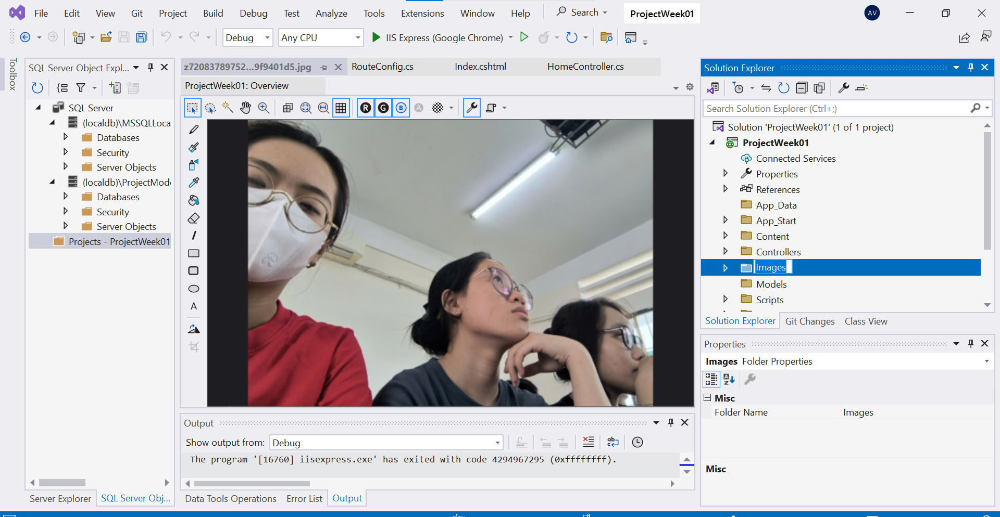 File Edit View Git Project Build Debug Test Analyze Tools Extensions Window Help Search ProjectWeek01 AV
Debug Any CPU IIS Express (Google Chrome)
Toolbox
SQL Server Object Expl...
SQL Server
(localdb)\MSSQLLoca
Databases
Security
Server Objects
(localdb)\ProjectMod
Databases
Security
Server Objects
Projects - ProjectWeek01
Server Explorer SQL Server Obj...
z72083789752...9f9401d5.jpg RouteConfig.cs Index.cshtml HomeController.cs
ProjectWeek01: Overview
R G B A
A
Output
Show output from: Debug
The program '[16760] iisexpress.exe' has exited with code 4294967295 (0xffffffff).
Data Tools Operations Error List Output
Solution Explorer
Search Solution Explorer (Ctrl+;)
Solution 'ProjectWeek01' (1 of 1 project)
ProjectWeek01
Connected Services
Properties
References
App_Data
App_Start
Content
Controllers
Images
Models
Scripts
Solution Explorer Git Changes Class View
Properties
Images Folder Properties
Misc
Folder Name Images
Misc